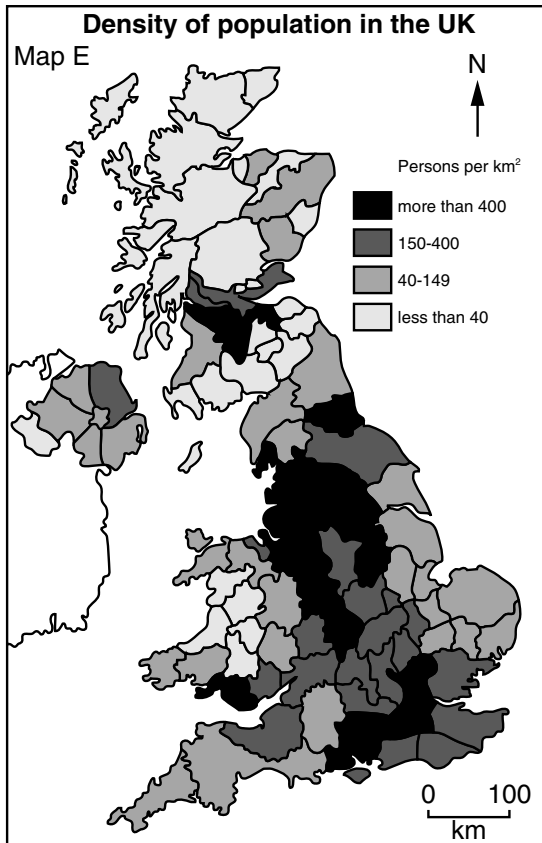 Density of population in the UK
Map E
N
Persons per km²
more than 400
150-400
40-149
less than 40
0 100
km